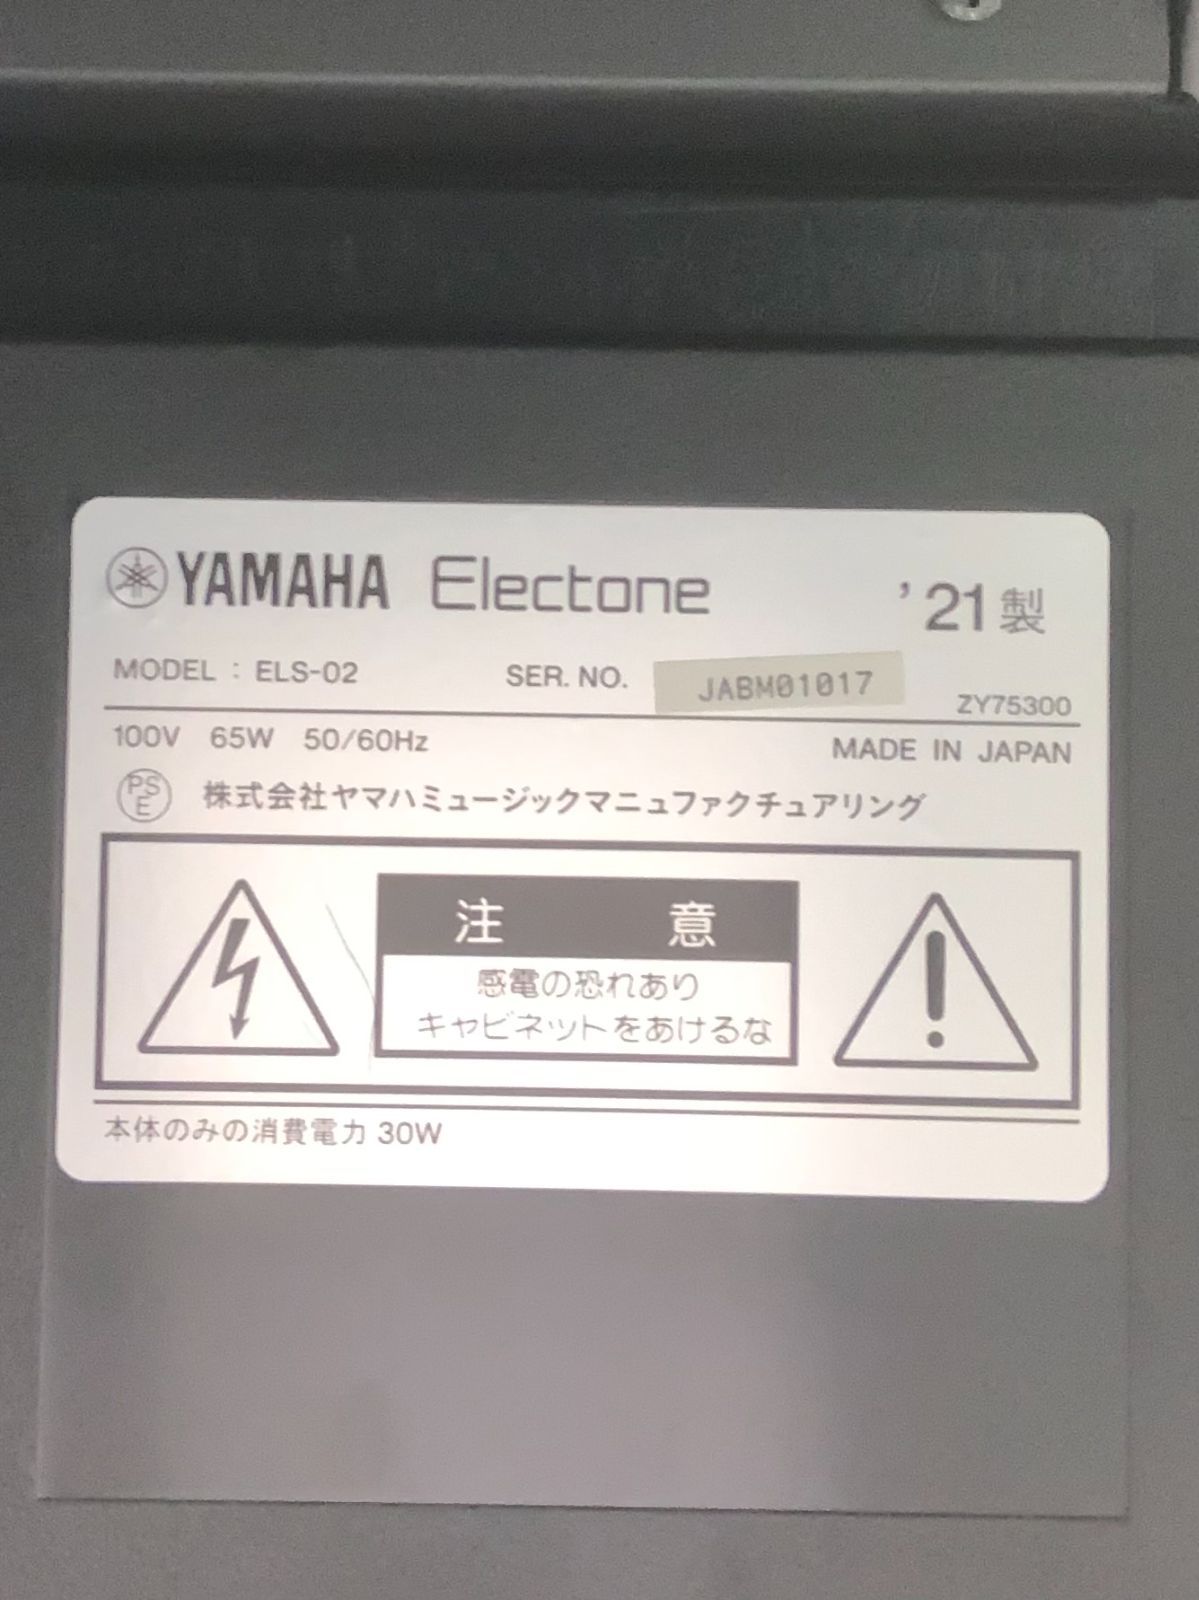 YAMAHA Electone '21製
MODEL : ELS-02 SER. NO. JABM01017 ZY75300
100V 65W 50/60Hz MADE IN JAPAN
PSE 株式会社ヤマハミュージックマニュファクチュアリング
注意
感電の恐れあり
キャビネットをあけるな
本体のみの消費電力 30W